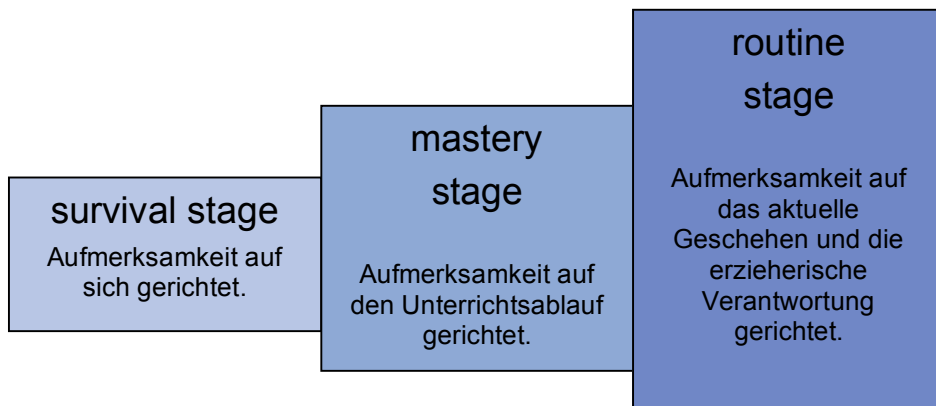 survival stage
Aufmerksamkeit auf
sich gerichtet.
mastery
stage
Aufmerksamkeit auf
den Unterrichtsablauf
gerichtet.
routine
stage
Aufmerksamkeit auf
das aktuelle
Geschehen und die
erzieherische
Verantwortung
gerichtet.